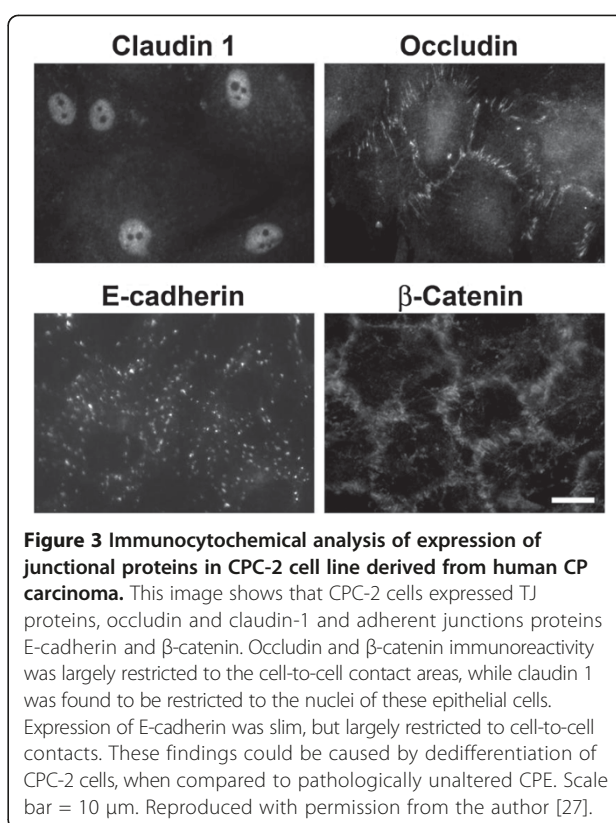 Claudin 1
Occludin
E-cadherin
β-Catenin
Figure 3 Immunocytochemical analysis of expression of
junctional proteins in CPC-2 cell line derived from human CP
carcinoma. This image shows that CPC-2 cells expressed TJ
proteins, occludin and claudin-1 and adherent junctions proteins
E-cadherin and β-catenin. Occludin and β-catenin immunoreactivity
was largely restricted to the cell-to-cell contact areas, while claudin 1
was found to be restricted to the nuclei of these epithelial cells.
Expression of E-cadherin was slim, but largely restricted to cell-to-cell
contacts. These findings could be caused by dedifferentiation of
CPC-2 cells, when compared to pathologically unaltered CPE. Scale
bar = 10 μm. Reproduced with permission from the author [27].